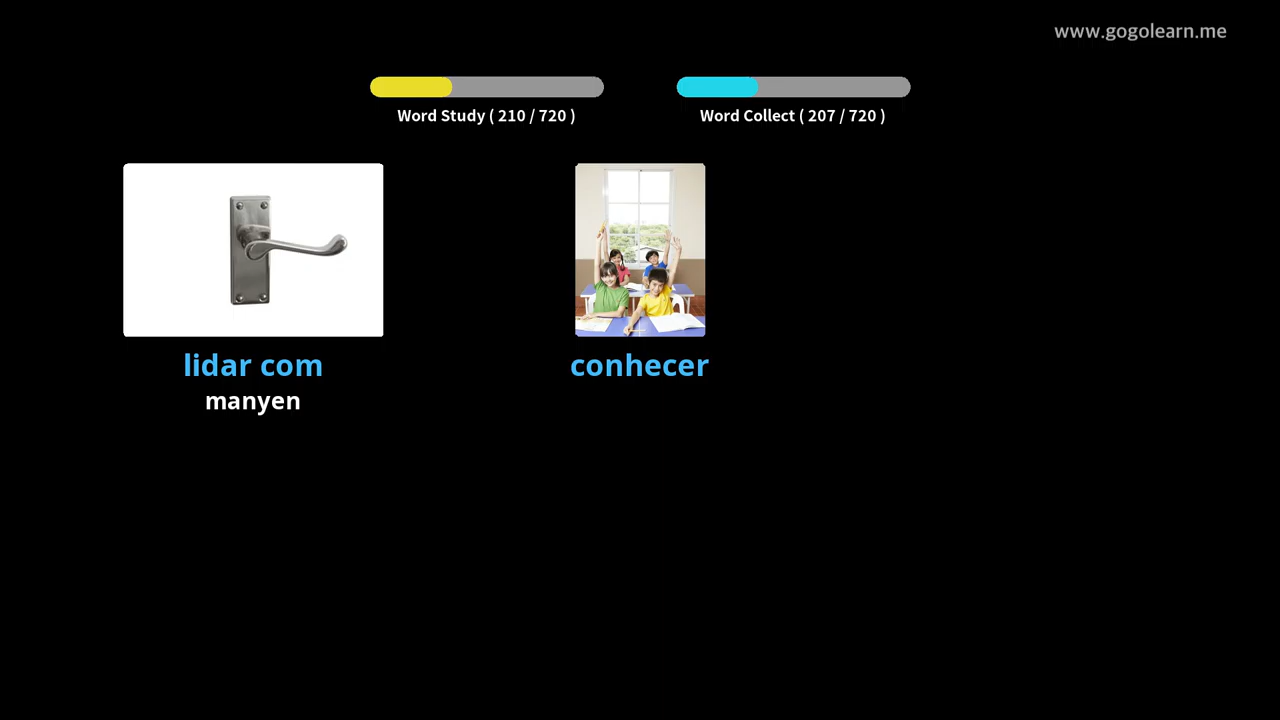 www.gogolearn.me
Word Study ( 210 / 720 )
Word Collect ( 207 / 720 )
lidar com
manyen
conhecer